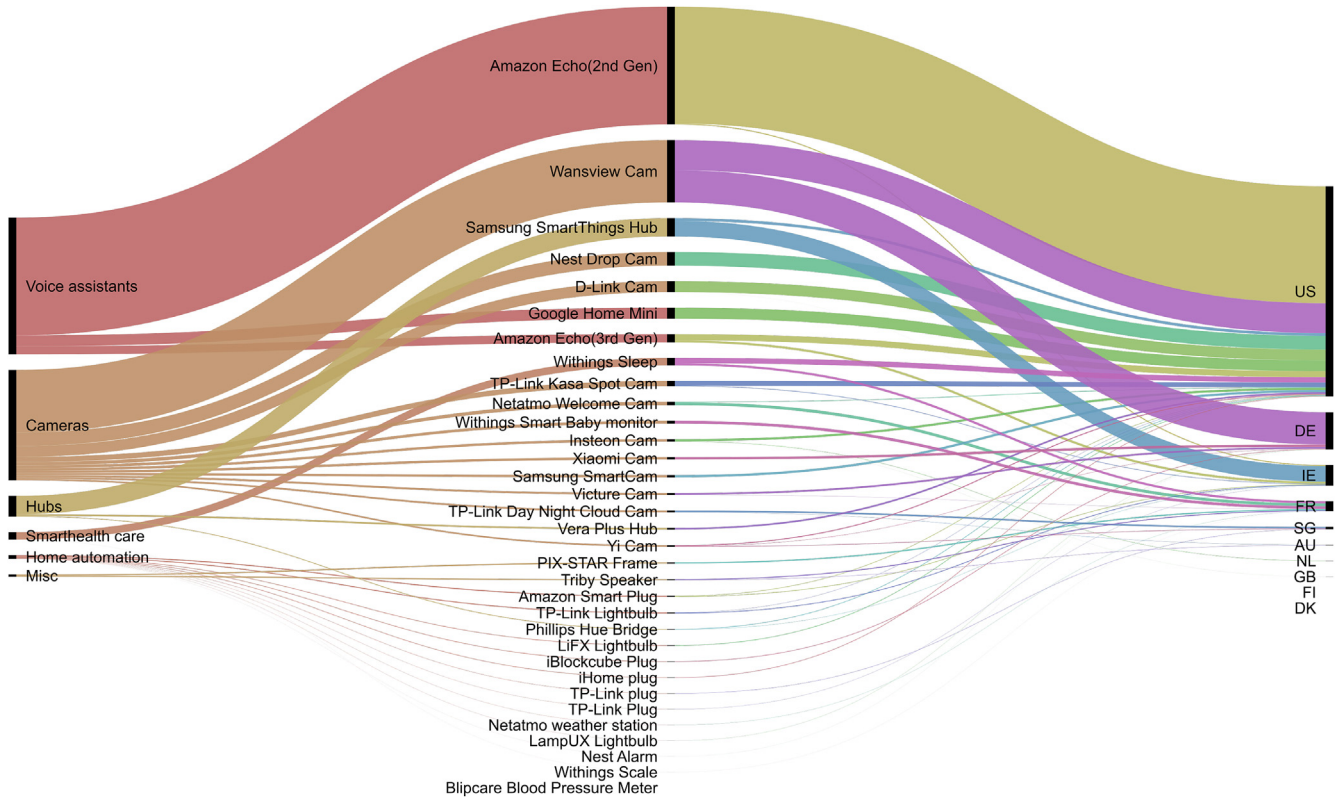 Voice assistants
Cameras
Hubs
Smarthealth care
Home automation
Misc
Amazon Echo(2nd Gen)
Wansview Cam
Samsung SmartThings Hub
Nest Drop Cam
D-Link Cam
Google Home Mini
Amazon Echo(3rd Gen)
Withings Sleep
TP-Link Kasa Spot Cam
Netatmo Welcome Cam
Withings Smart Baby monitor
Insteon Cam
Xiaomi Cam
Samsung SmartCam
Victure Cam
TP-Link Day Night Cloud Cam
Vera Plus Hub
Yi Cam
PIX-STAR Frame
Triby Speaker
Amazon Smart Plug
TP-Link Lightbulb
Phillips Hue Bridge
LiFX Lightbulb
iBlockcube Plug
iHome plug
TP-Link plug
TP-Link Plug
Netatmo weather station
LampUX Lightbulb
Nest Alarm
Withings Scale
Blipcare Blood Pressure Meter
US
DE
IE
FR
SG
AU
NL
GB
FI
DK